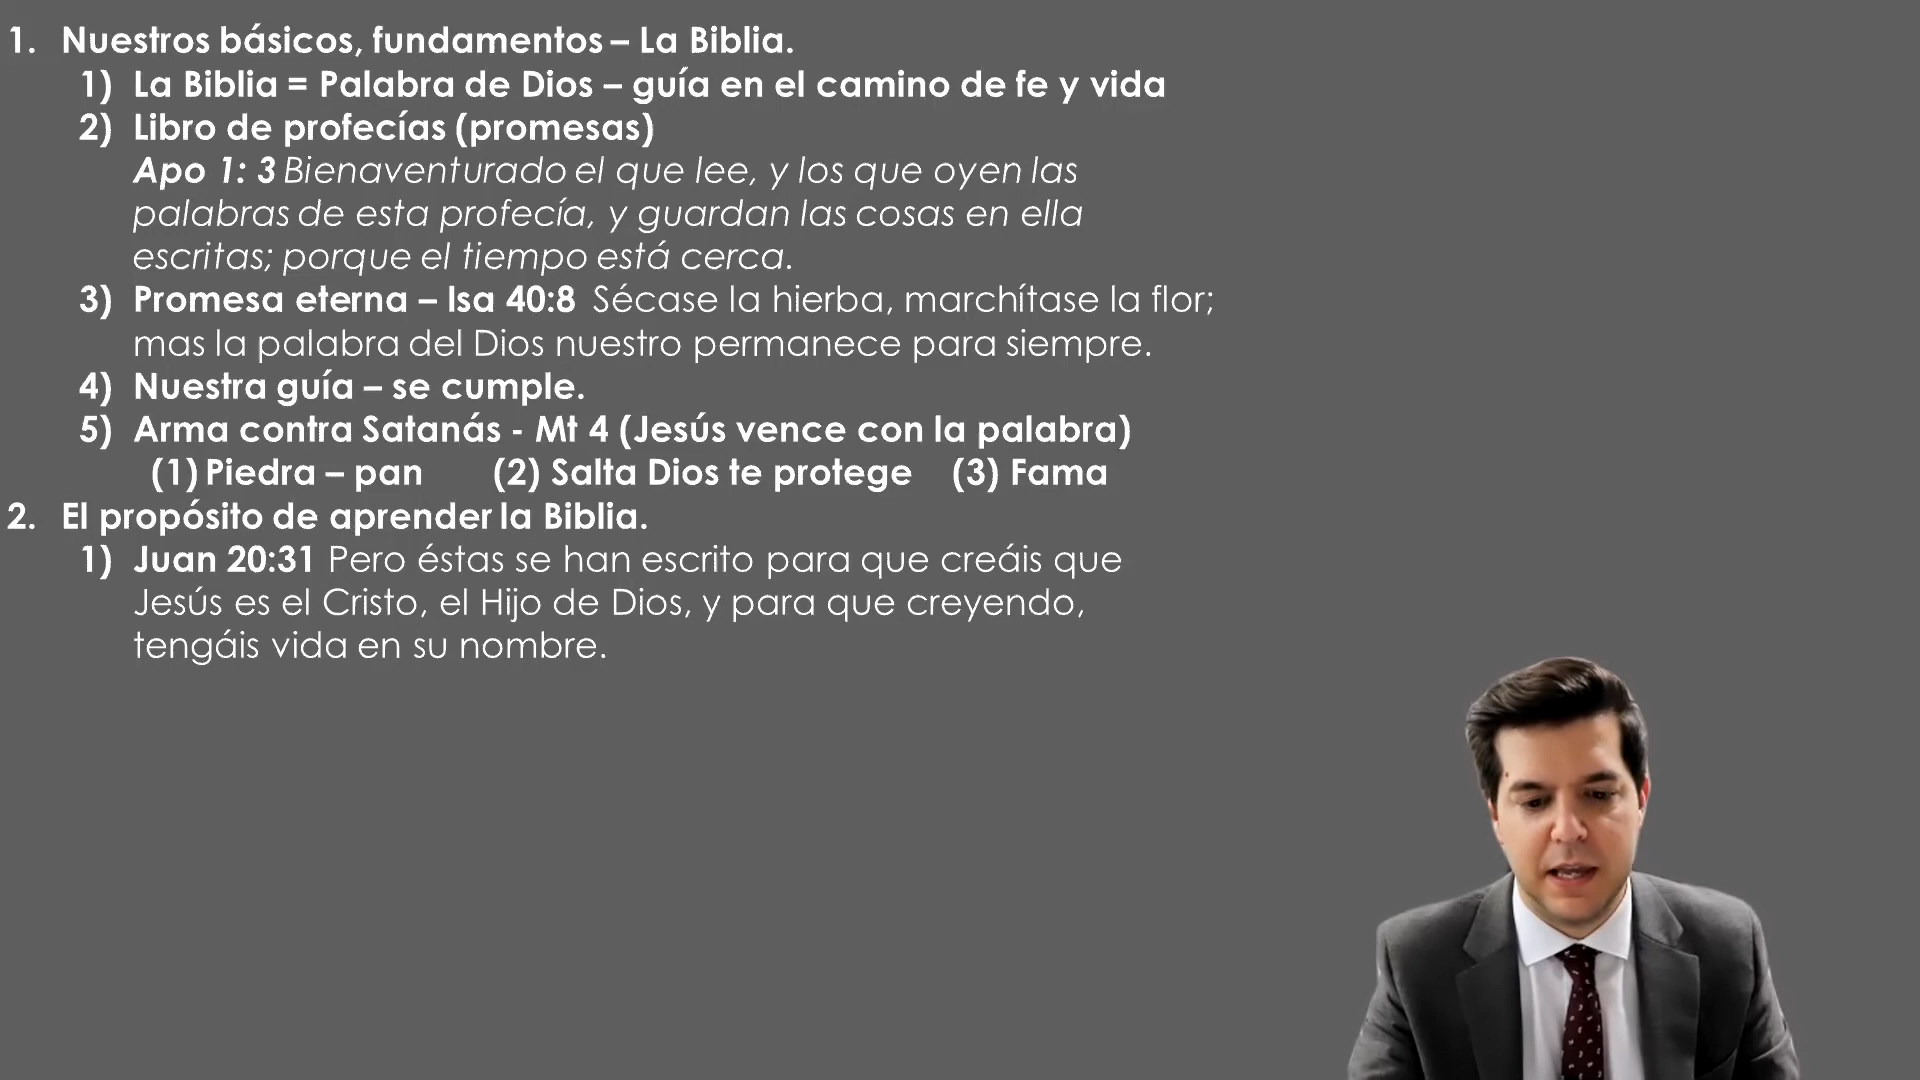 1. Nuestros básicos, fundamentos – La Biblia.
1) La Biblia = Palabra de Dios – guía en el camino de fe y vida
2) Libro de profecías (promesas)
Apo 1: 3 Bienaventurado el que lee, y los que oyen las
palabras de esta profecía, y guardan las cosas en ella
escritas; porque el tiempo está cerca.
3) Promesa eterna – Isa 40:8 Sécase la hierba, marchítase la flor;
mas la palabra del Dios nuestro permanece para siempre.
4) Nuestra guía – se cumple.
5) Arma contra Satanás - Mt 4 (Jesús vence con la palabra)
(1) Piedra – pan (2) Salta Dios te protege (3) Fama
2. El propósito de aprender la Biblia.
1) Juan 20:31 Pero éstas se han escrito para que creáis que
Jesús es el Cristo, el Hijo de Dios, y para que creyendo,
tengáis vida en su nombre.